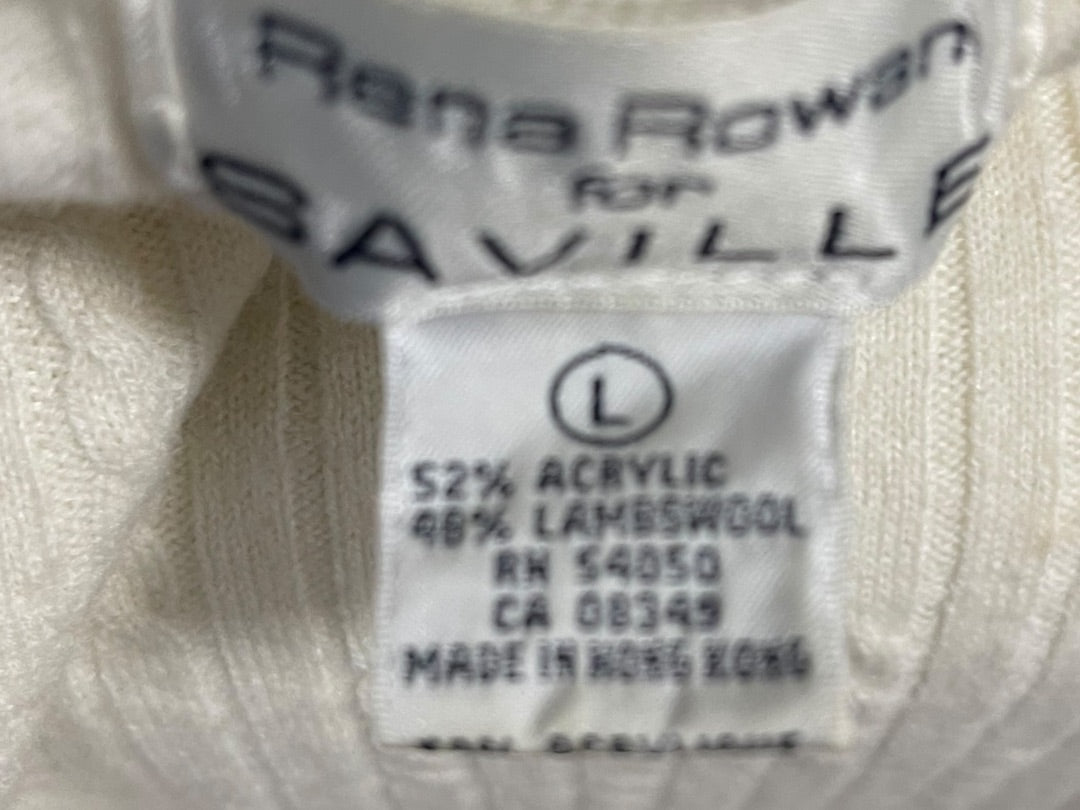 Rena Rowan
for
SAVILLE
L
52% ACRYLIC
48% LAMBSWOOL
RN 54050
CA 08349
MADE IN HONG KONG